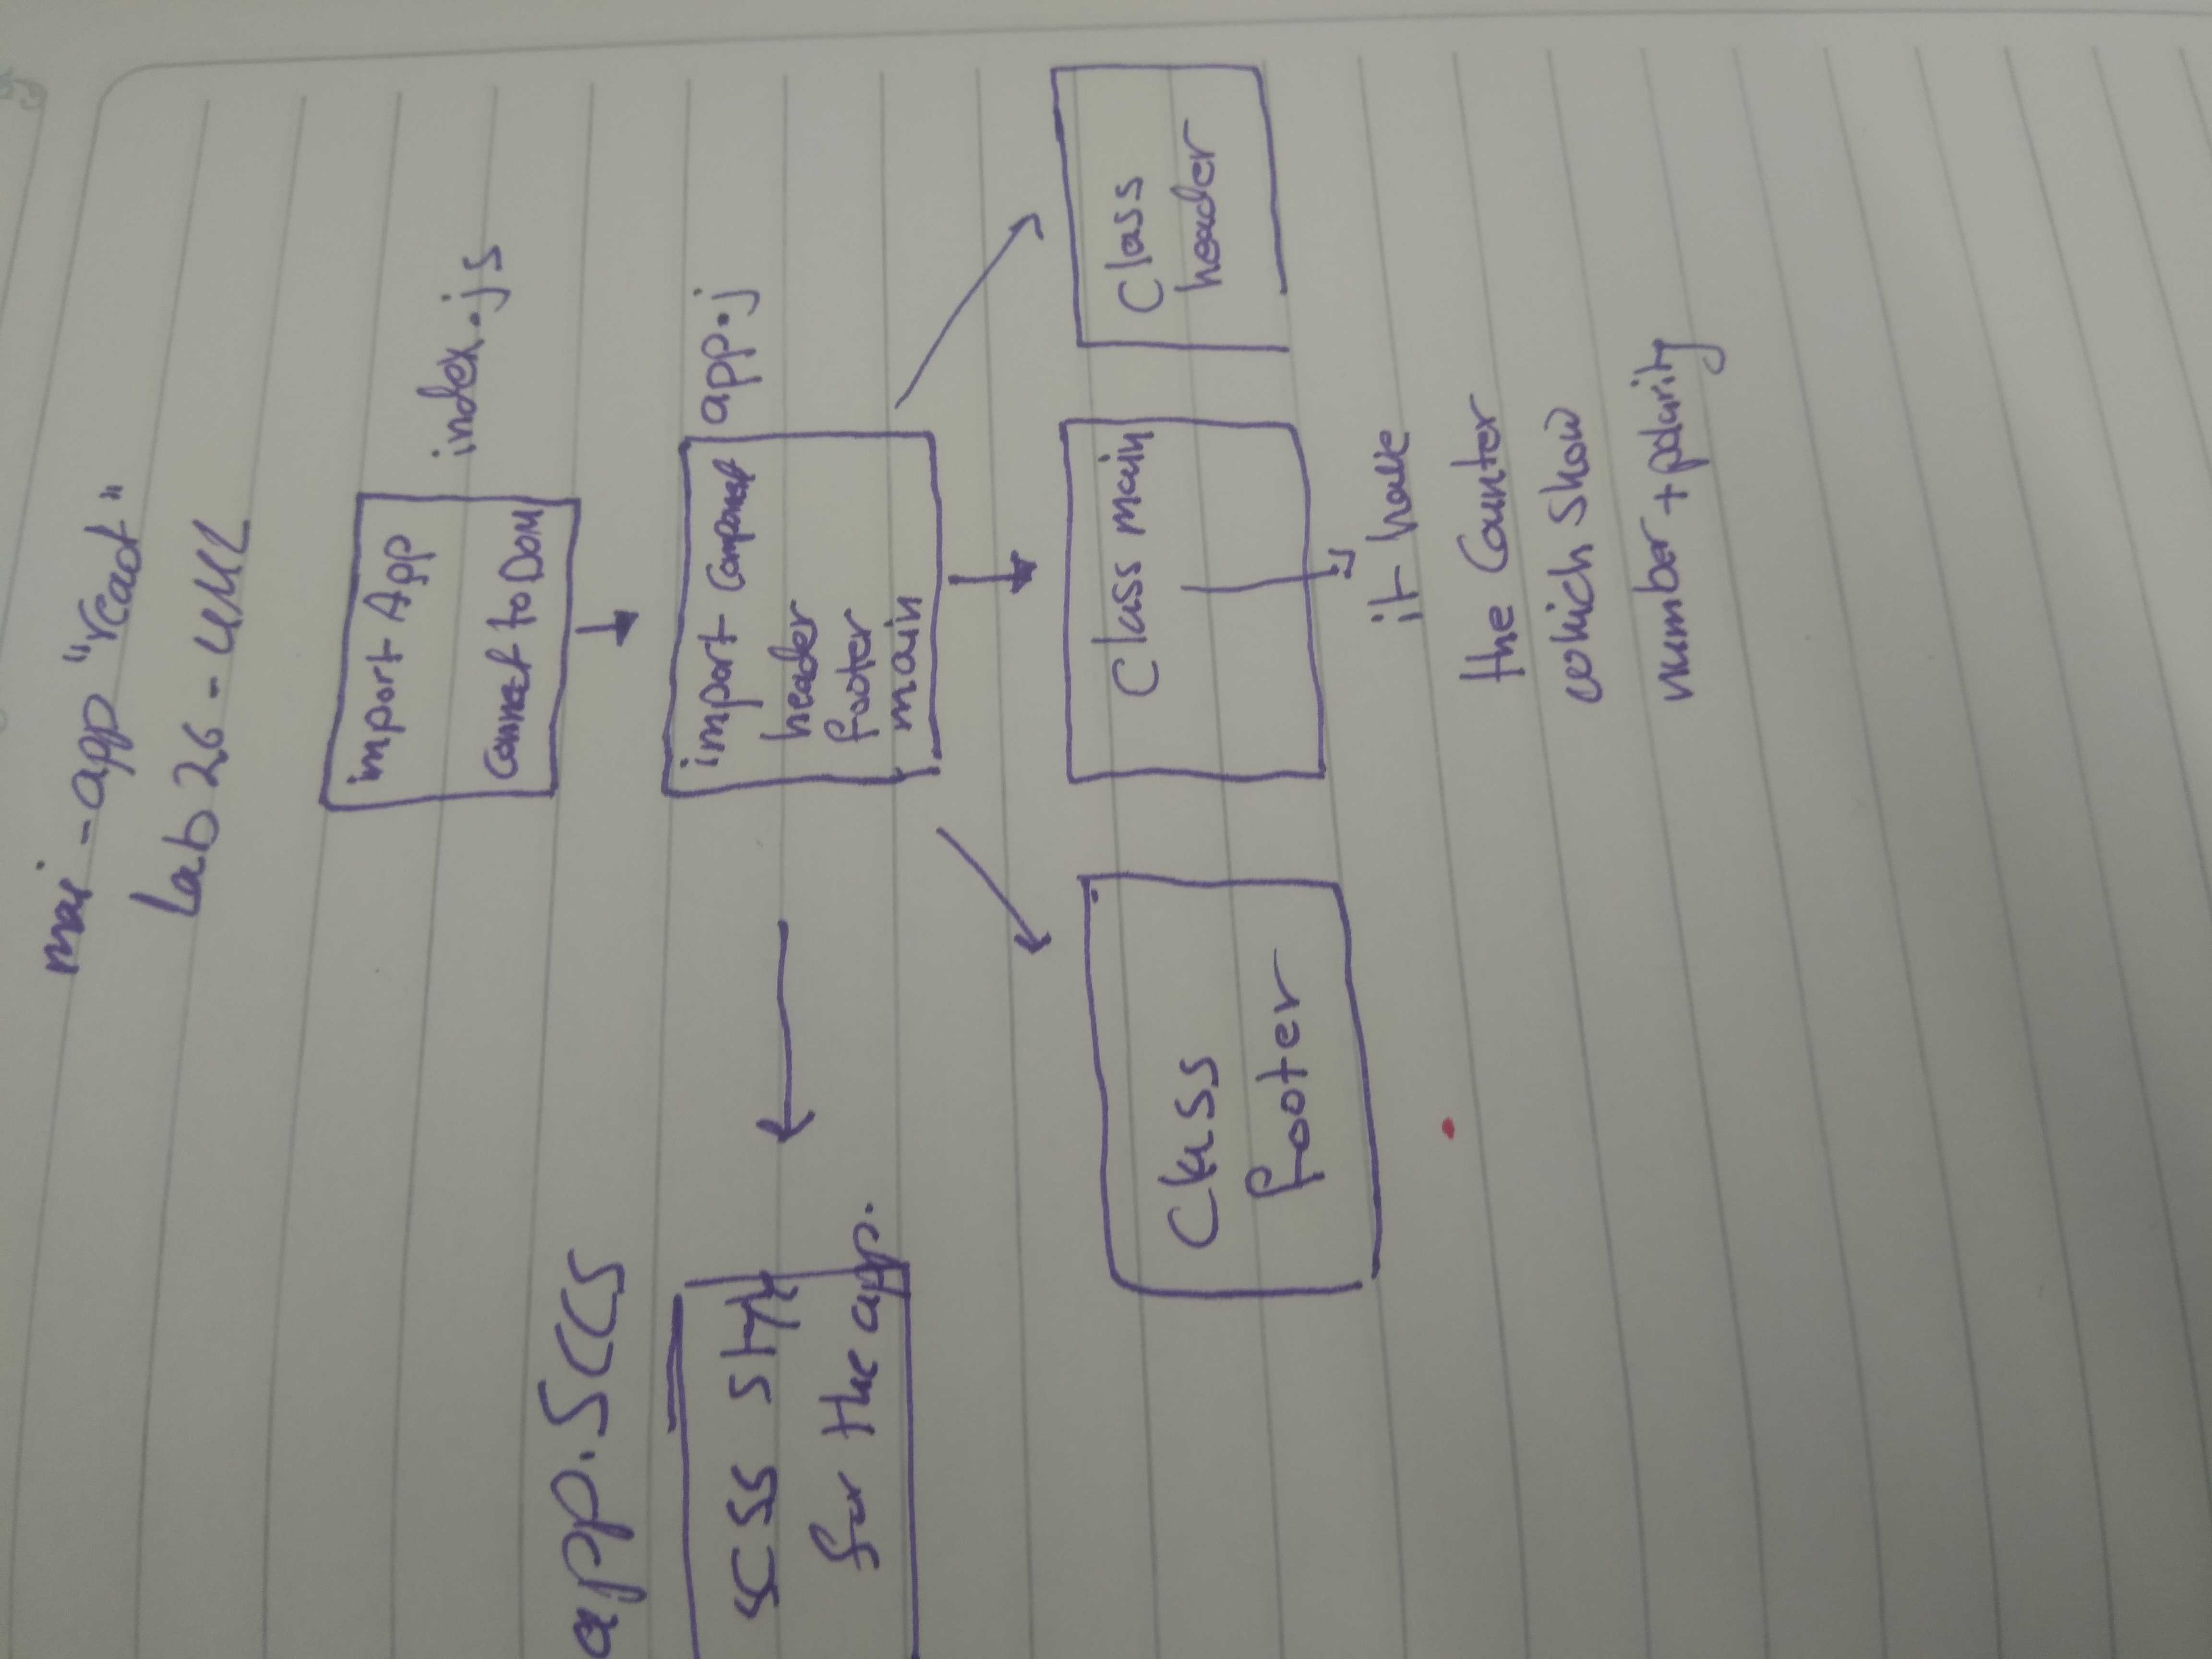 moi-app "react"
Lab 26 - UML
index.js
import App
Connect to DOM
app.j
import Component
header
footer
main
app.SCCS
SCSS style
for the app.
Class
footer
Class main
Class
header
it have
the Counter
which show
number + polarity